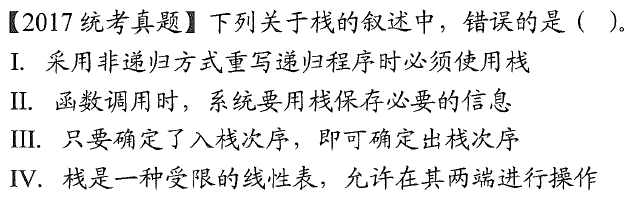 【2017 统考真题】下列关于栈的叙述中，错误的是（ ）。
I. 采用非递归方式重写递归程序时必须使用栈
II. 函数调用时，系统要用栈保存必要的信息
III. 只要确定了入栈次序，即可确定出栈次序
IV. 栈是一种受限的线性表，允许在其两端进行操作